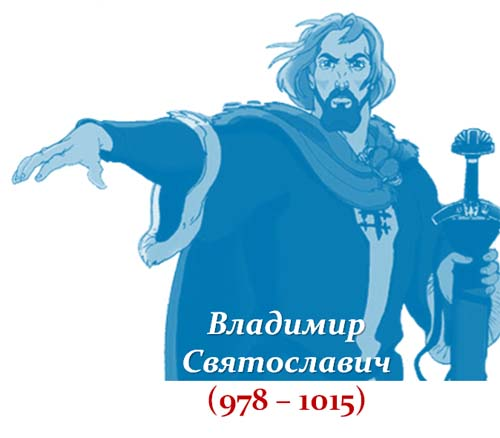 Владимир
Святославич
(978 – 1015)